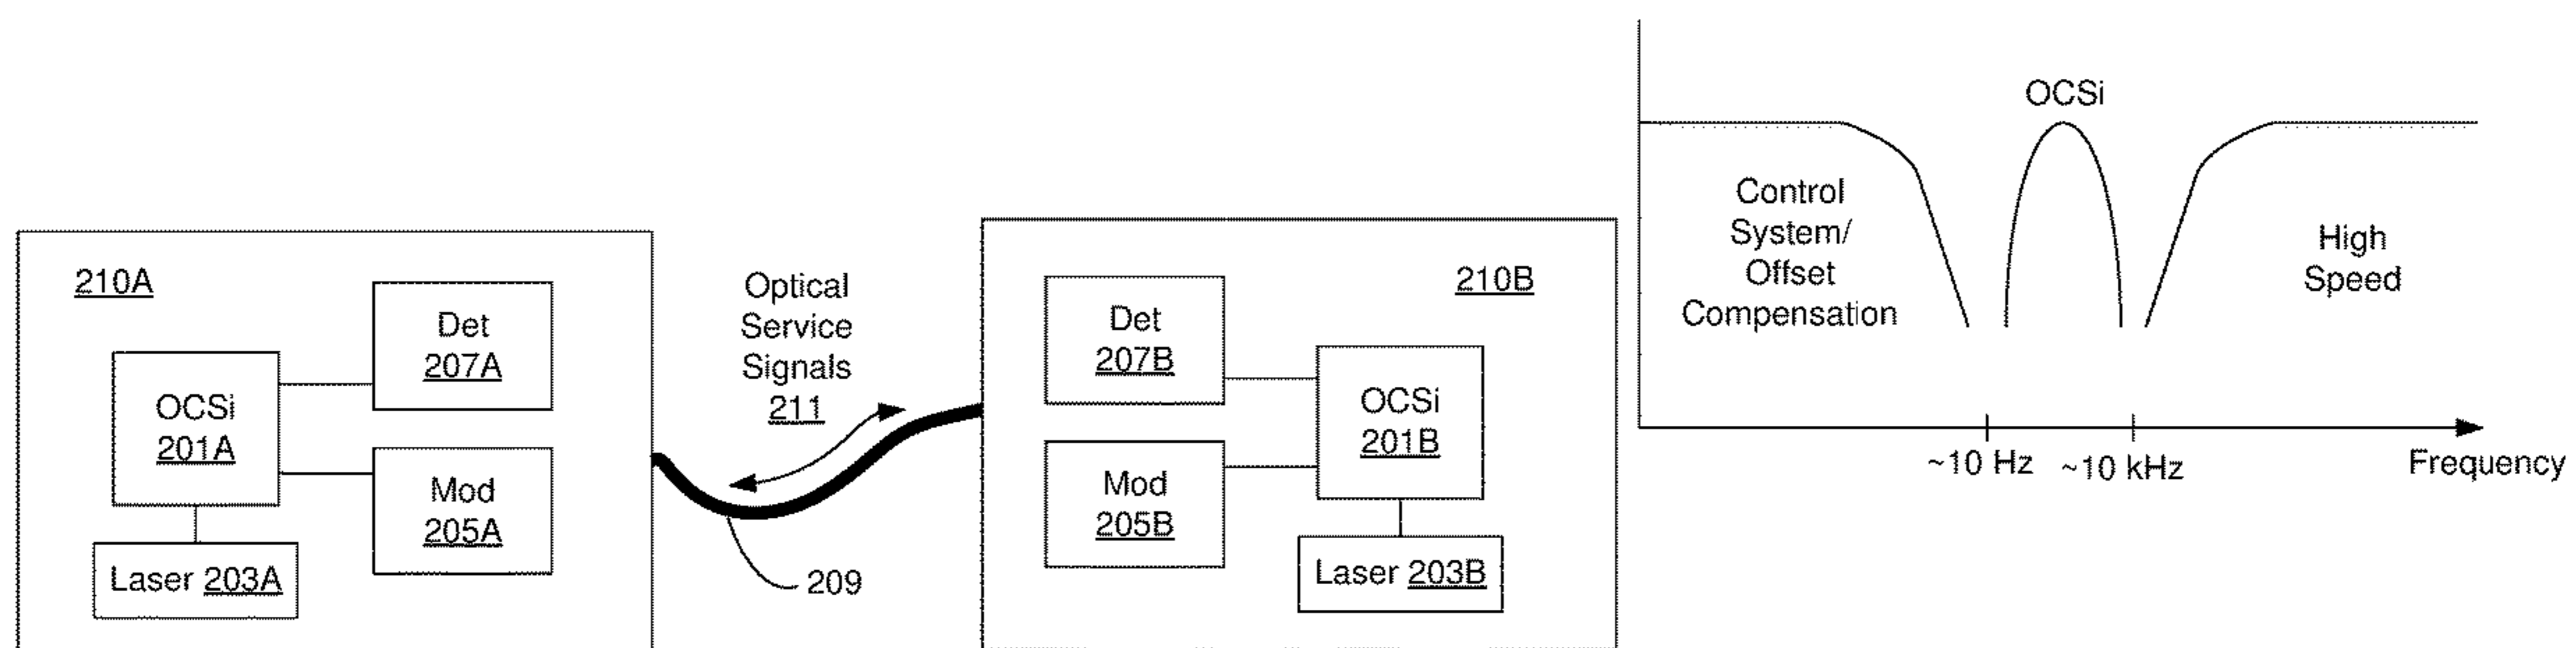 210A
Det
207A
OCSi
201A
Mod
205A
Laser 203A
Optical
Service
Signals
211
209
210B
Det
207B
OCSi
201B
Mod
205B
Laser 203B
OCSi
Control
System/
Offset
Compensation
High
Speed
~10 Hz
~10 kHz
Frequency